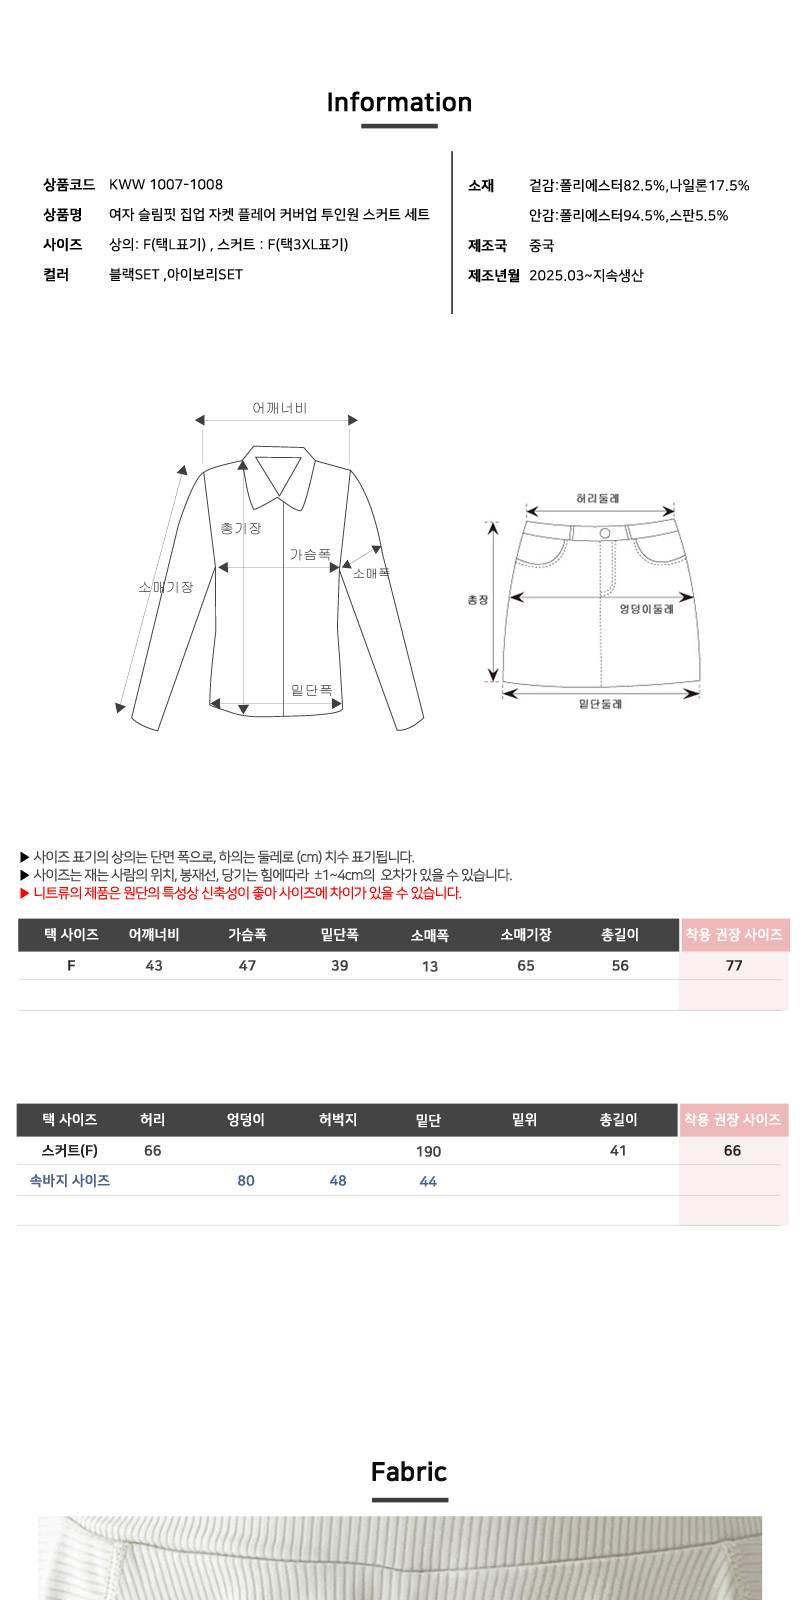 Information
상품코드 KWW 1007-1008
상품명 여자 슬림핏 집업 자켓 플레어 커버업 투인원 스커트 세트
사이즈 상의: F(택L표기) , 스커트 : F(택3XL표기)
컬러 블랙SET ,아이보리SET
소재 겉감:폴리에스터82.5%,나일론17.5%
안감:폴리에스터94.5%,스판5.5%
제조국 중국
제조년월 2025.03~지속생산
어깨너비
총기장
가슴폭
소매폭
소매기장
밑단폭
허리둘레
총장
엉덩이둘레
밑단둘레
▶ 사이즈 표기의 상의는 단면 폭으로, 하의는 둘레로 (cm) 치수 표기됩니다.
▶ 사이즈는 재는 사람의 위치, 봉재선, 당기는 힘에따라 ±1~4cm의 오차가 있을 수 있습니다.
▶ 니트류의 제품은 원단의 특성상 신축성이 좋아 사이즈에 차이가 있을 수 있습니다.
택 사이즈 어깨너비 가슴폭 밑단폭 소매폭 소매기장 총길이 착용 권장 사이즈
F 43 47 39 13 65 56 77
택 사이즈 허리 엉덩이 허벅지 밑단 밑위 총길이 착용 권장 사이즈
스커트(F) 66 190 41 66
속바지 사이즈 80 48 44
Fabric